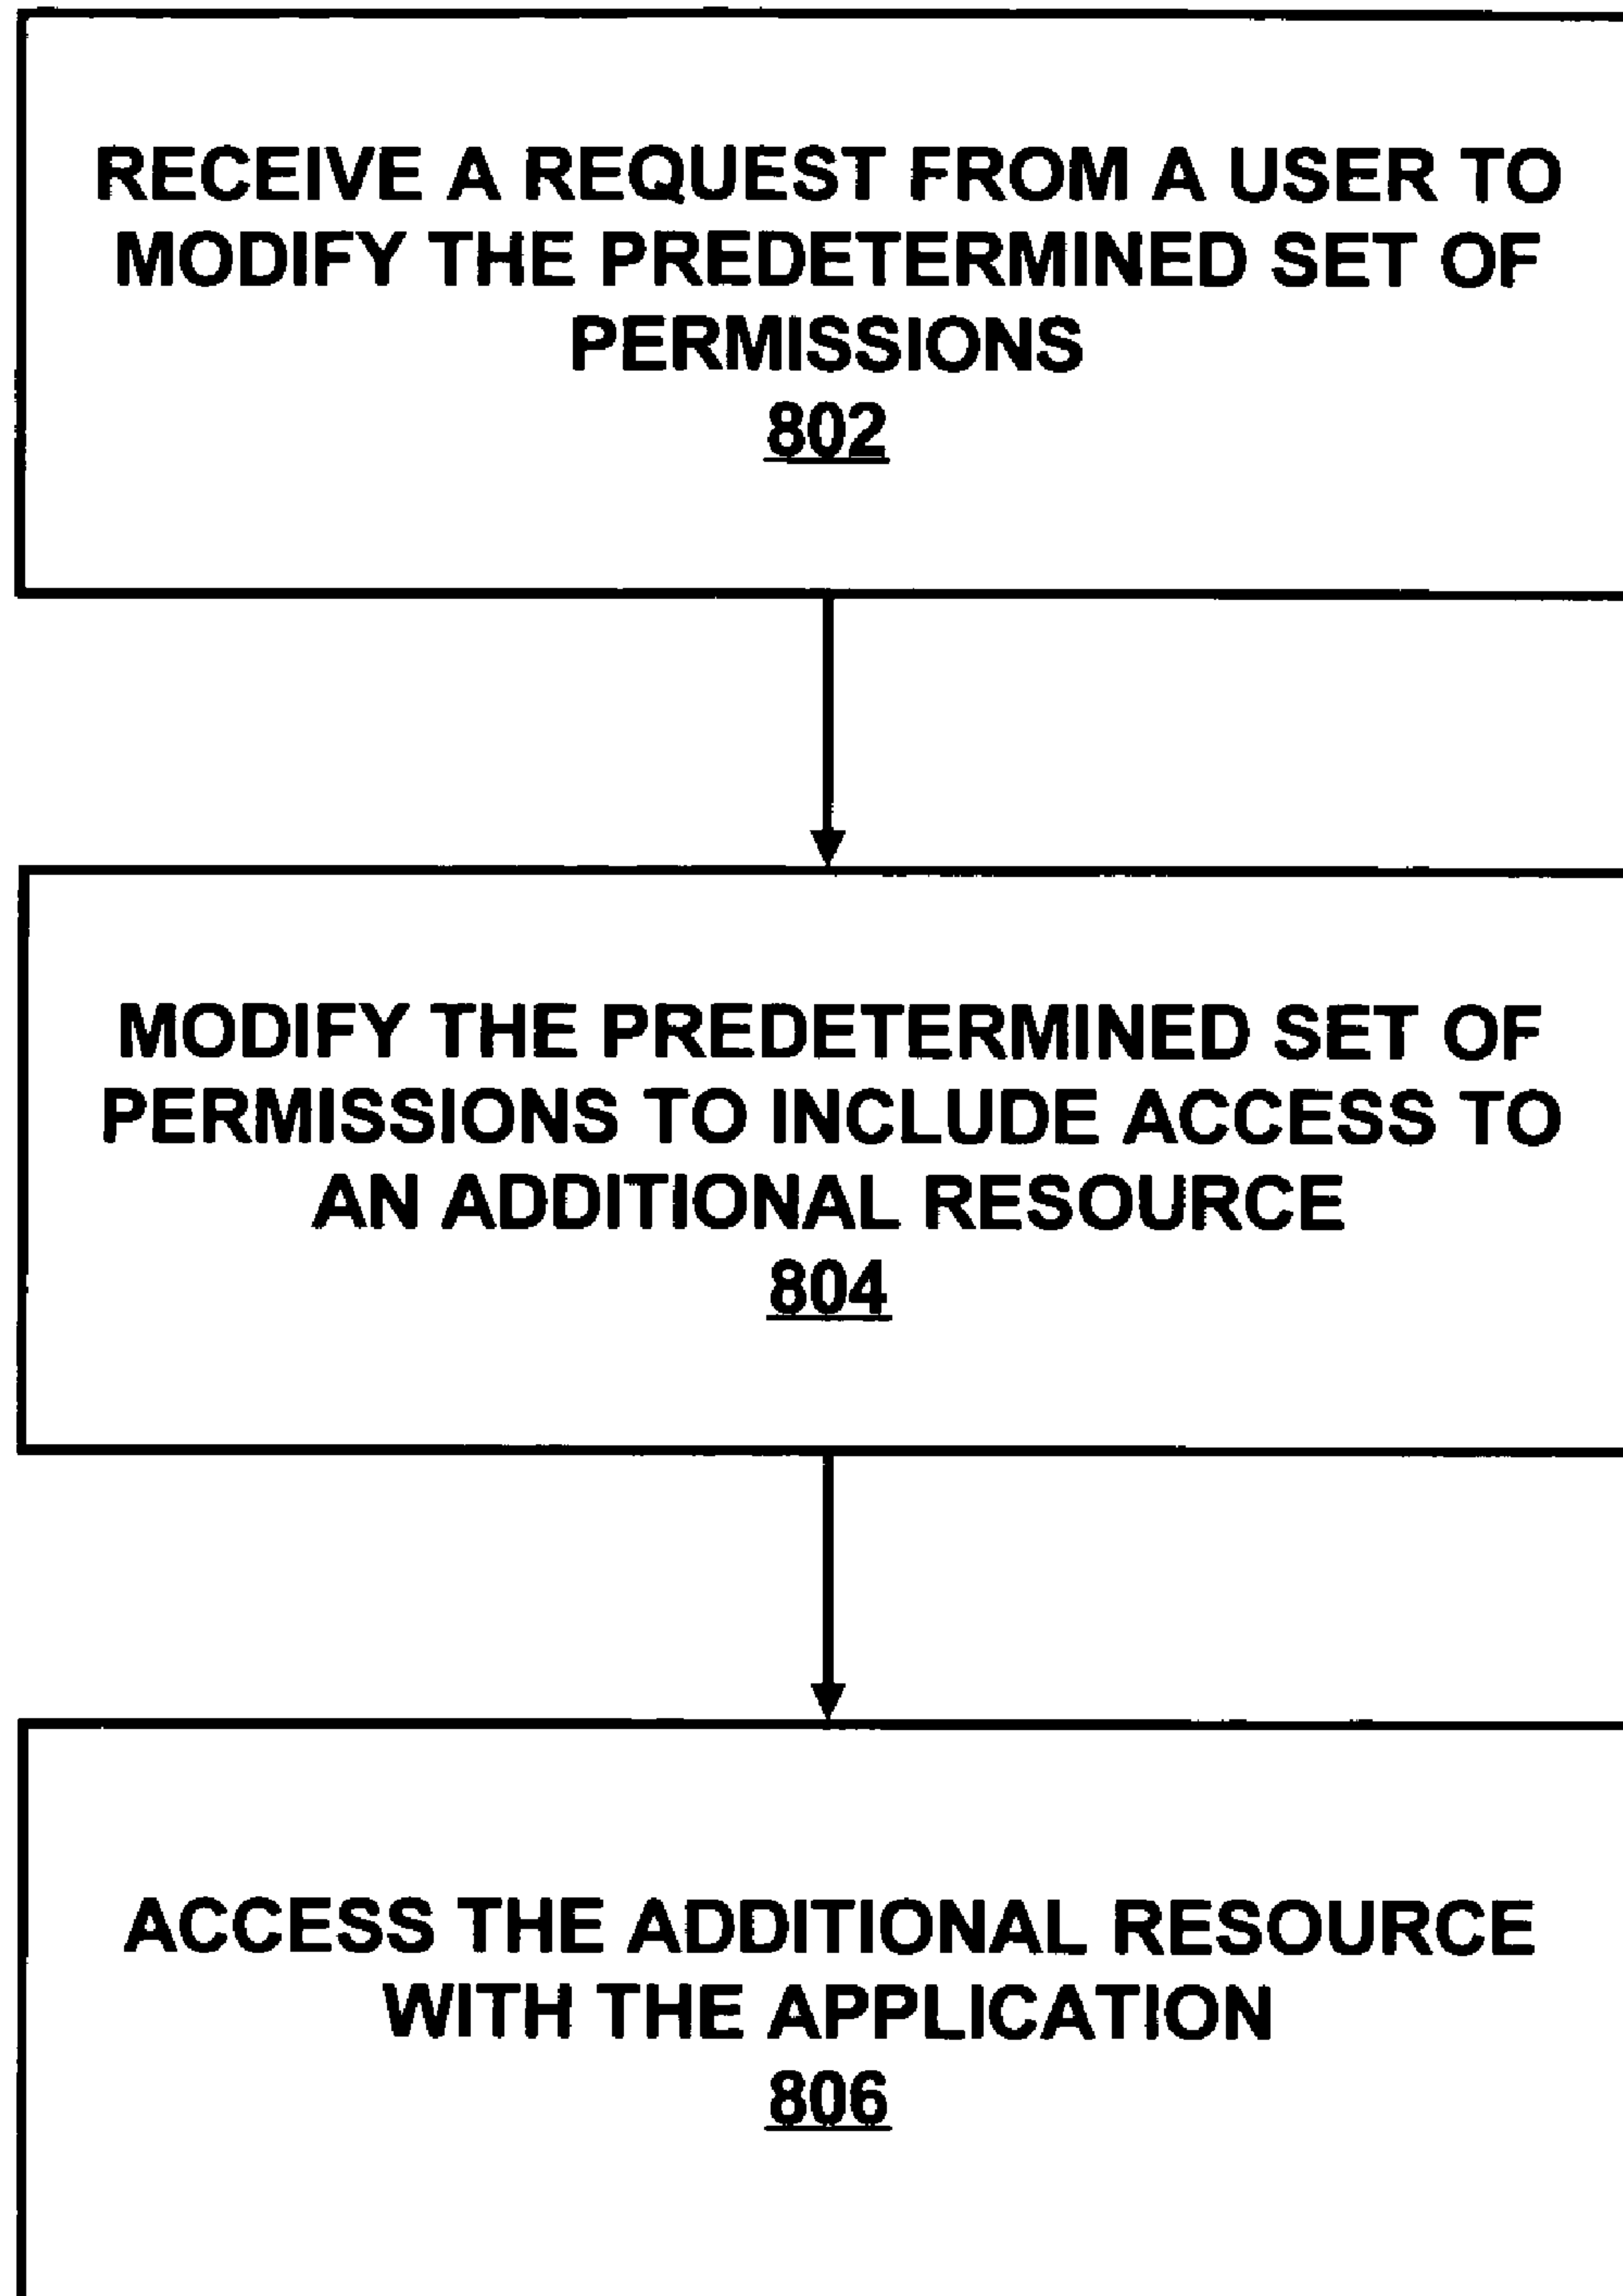 RECEIVE A REQUEST FROM A USER TO
MODIFY THE PREDETERMINED SET OF
PERMISSIONS
802
MODIFY THE PREDETERMINED SET OF
PERMISSIONS TO INCLUDE ACCESS TO
AN ADDITIONAL RESOURCE
804
ACCESS THE ADDITIONAL RESOURCE
WITH THE APPLICATION
806